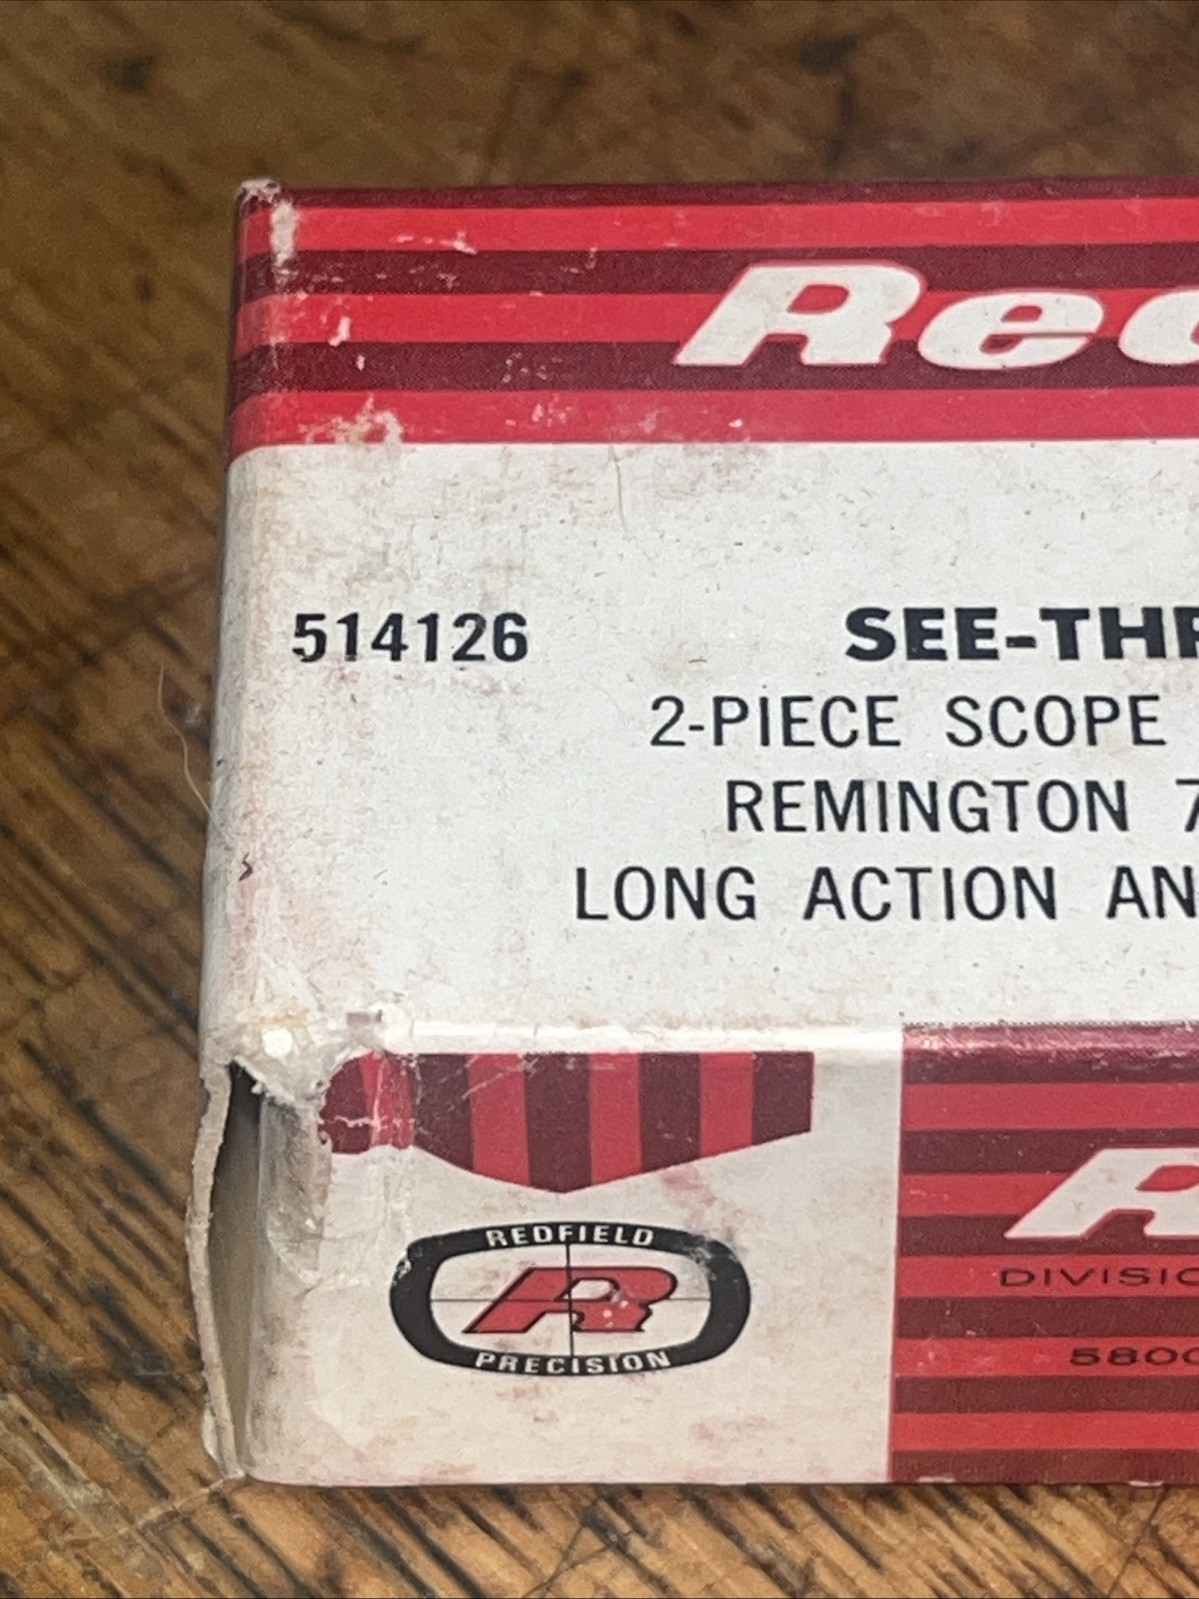 Red
514126
SEE-THR
2-PIECE SCOPE
REMINGTON 7
LONG ACTION AN
REDFIELD
R
PRECISION
R
DIVISIO
5800